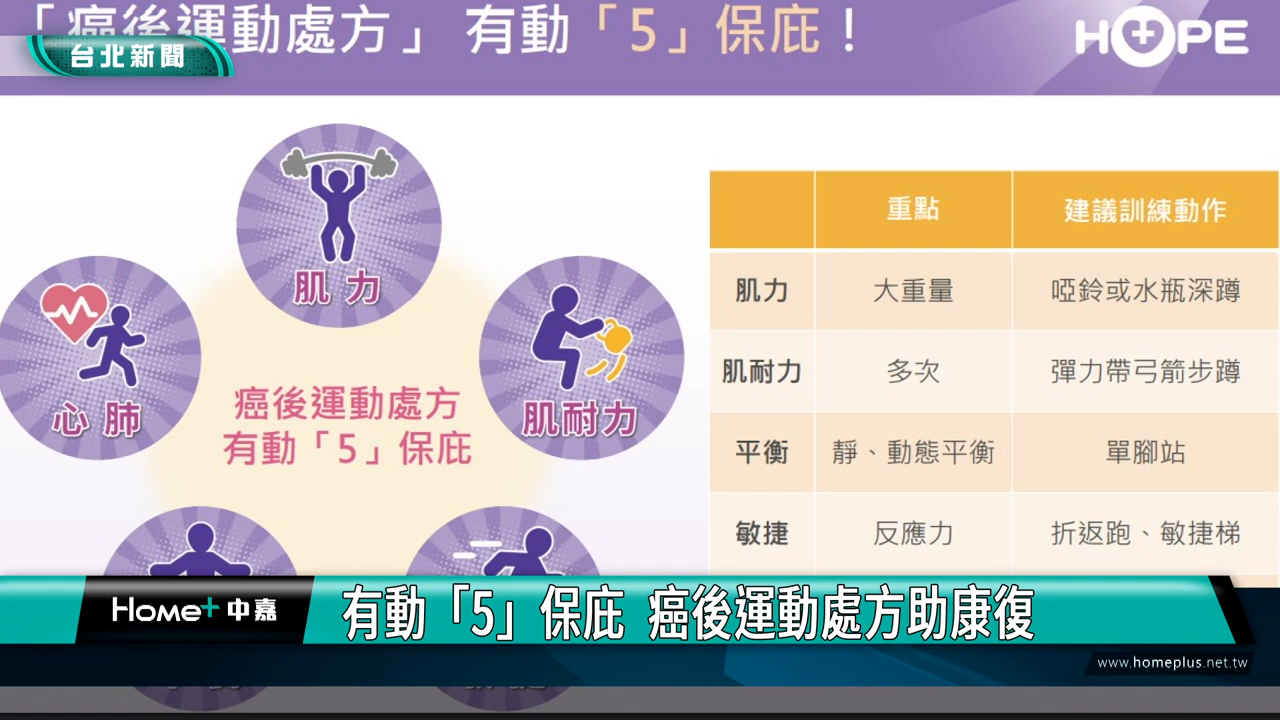 「癌後運動處方」 有動「5」保庇！
HOPE
台北新聞
肌力
心肺
肌耐力
癌後運動處方
有動「5」保庇
重點 建議訓練動作
肌力 大重量 啞鈴或水瓶深蹲
肌耐力 多次 彈力帶弓箭步蹲
平衡 靜、動態平衡 單腳站
敏捷 反應力 折返跑、敏捷梯
Home+中嘉
有動「5」保庇 癌後運動處方助康復
www.homeplus.net.tw